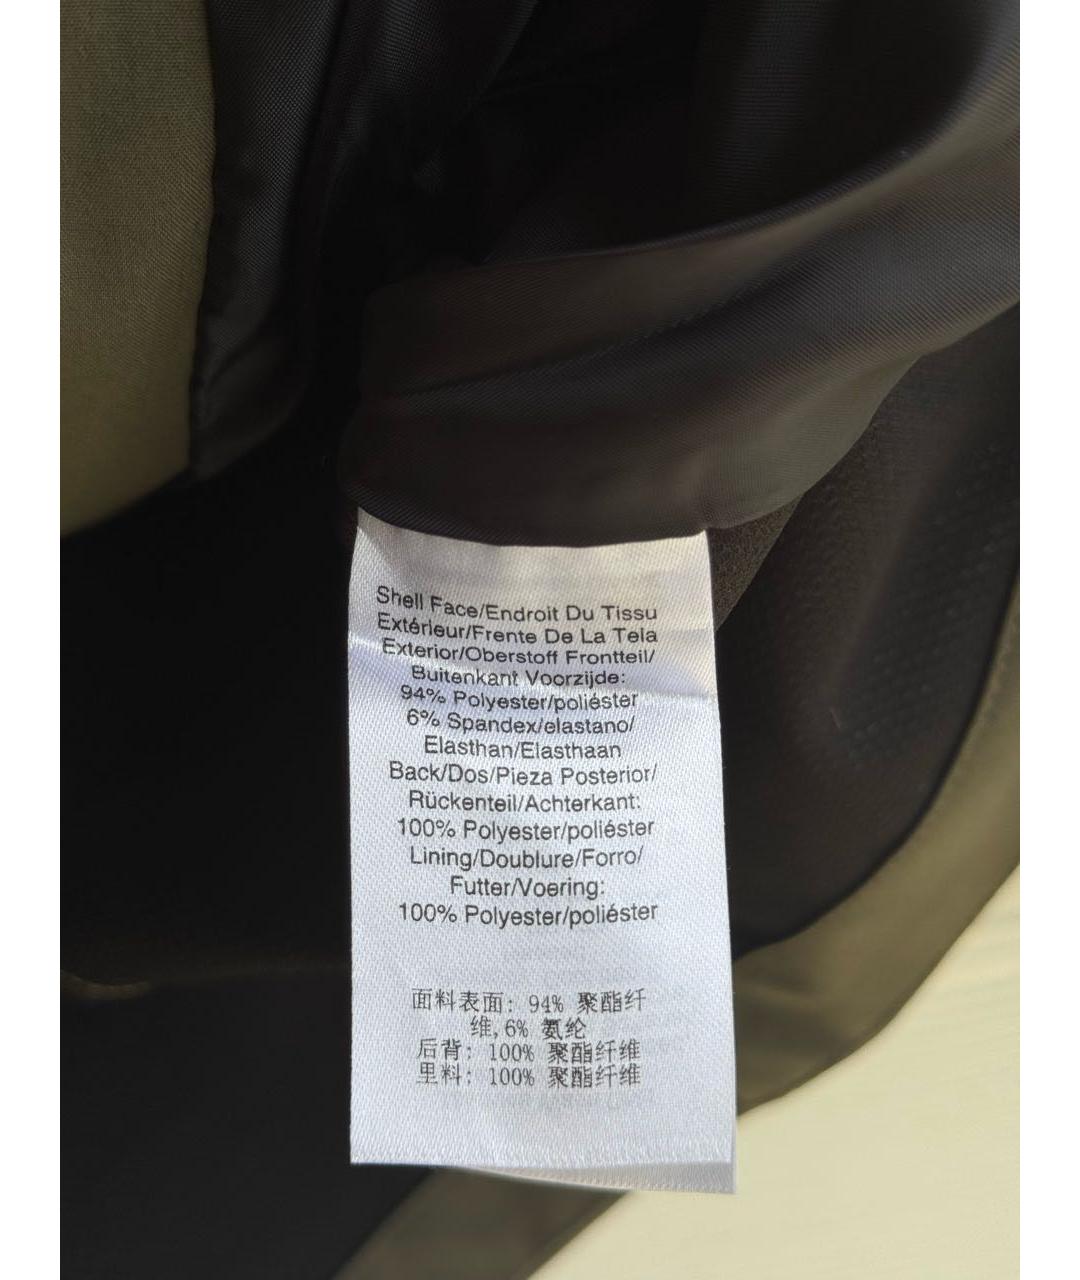 Shell Face/Endroit Du Tissu
Extérieur/Frente De La Tela
Exterior/Oberstoff Frontteil/
Buitenkant Voorzijde:
94% Polyester/poliéster
6% Spandex/elastano/
Elasthan/Elasthaan
Back/Dos/Pieza Posterior/
Rückenteil/Achterkant:
100% Polyester/poliéster
Lining/Doublure/Forro/
Futter/Voering:
100% Polyester/poliéster
面料表面: 94% 聚酯纤
维,6% 氨纶
后背: 100% 聚酯纤维
里料: 100% 聚酯纤维